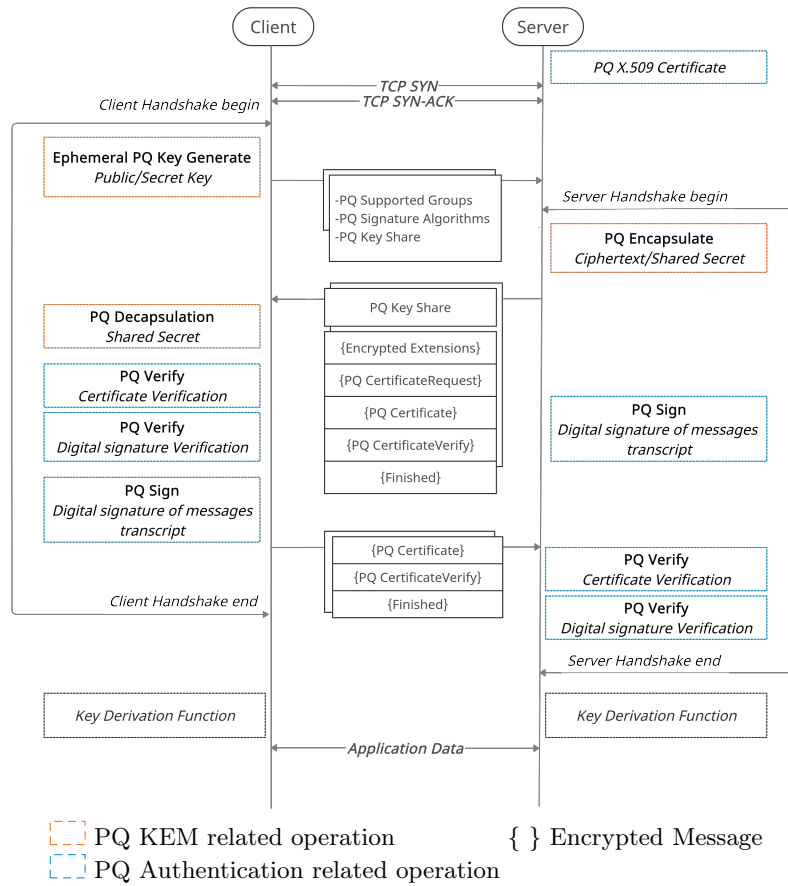 Client
Server
PQ X.509 Certificate
TCP SYN
TCP SYN-ACK
Client Handshake begin
Ephemeral PQ Key Generate
Public/Secret Key
-PQ Supported Groups
-PQ Signature Algorithms
-PQ Key Share
Server Handshake begin
PQ Encapsulate
Ciphertext/Shared Secret
PQ Key Share
PQ Decapsulation
Shared Secret
{Encrypted Extensions}
{PQ CertificateRequest}
{PQ Certificate}
{PQ CertificateVerify}
{Finished}
PQ Verify
Certificate Verification
PQ Verify
Digital signature Verification
PQ Sign
Digital signature of messages
transcript
PQ Sign
Digital signature of messages
transcript
{PQ Certificate}
{PQ CertificateVerify}
{Finished}
PQ Verify
Certificate Verification
PQ Verify
Digital signature Verification
Client Handshake end
Server Handshake end
Key Derivation Function
Key Derivation Function
Application Data
PQ KEM related operation
{ } Encrypted Message
PQ Authentication related operation